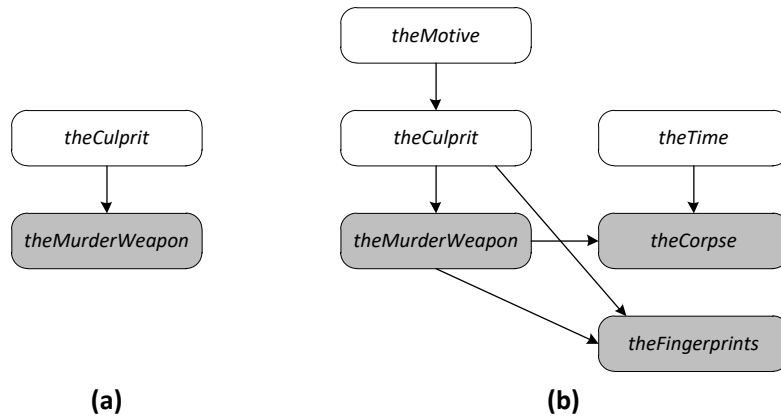 theMotive
theCulprit
theCulprit
theTime
theMurderWeapon
theMurderWeapon
theCorpse
theFingerprints
(a)
(b)